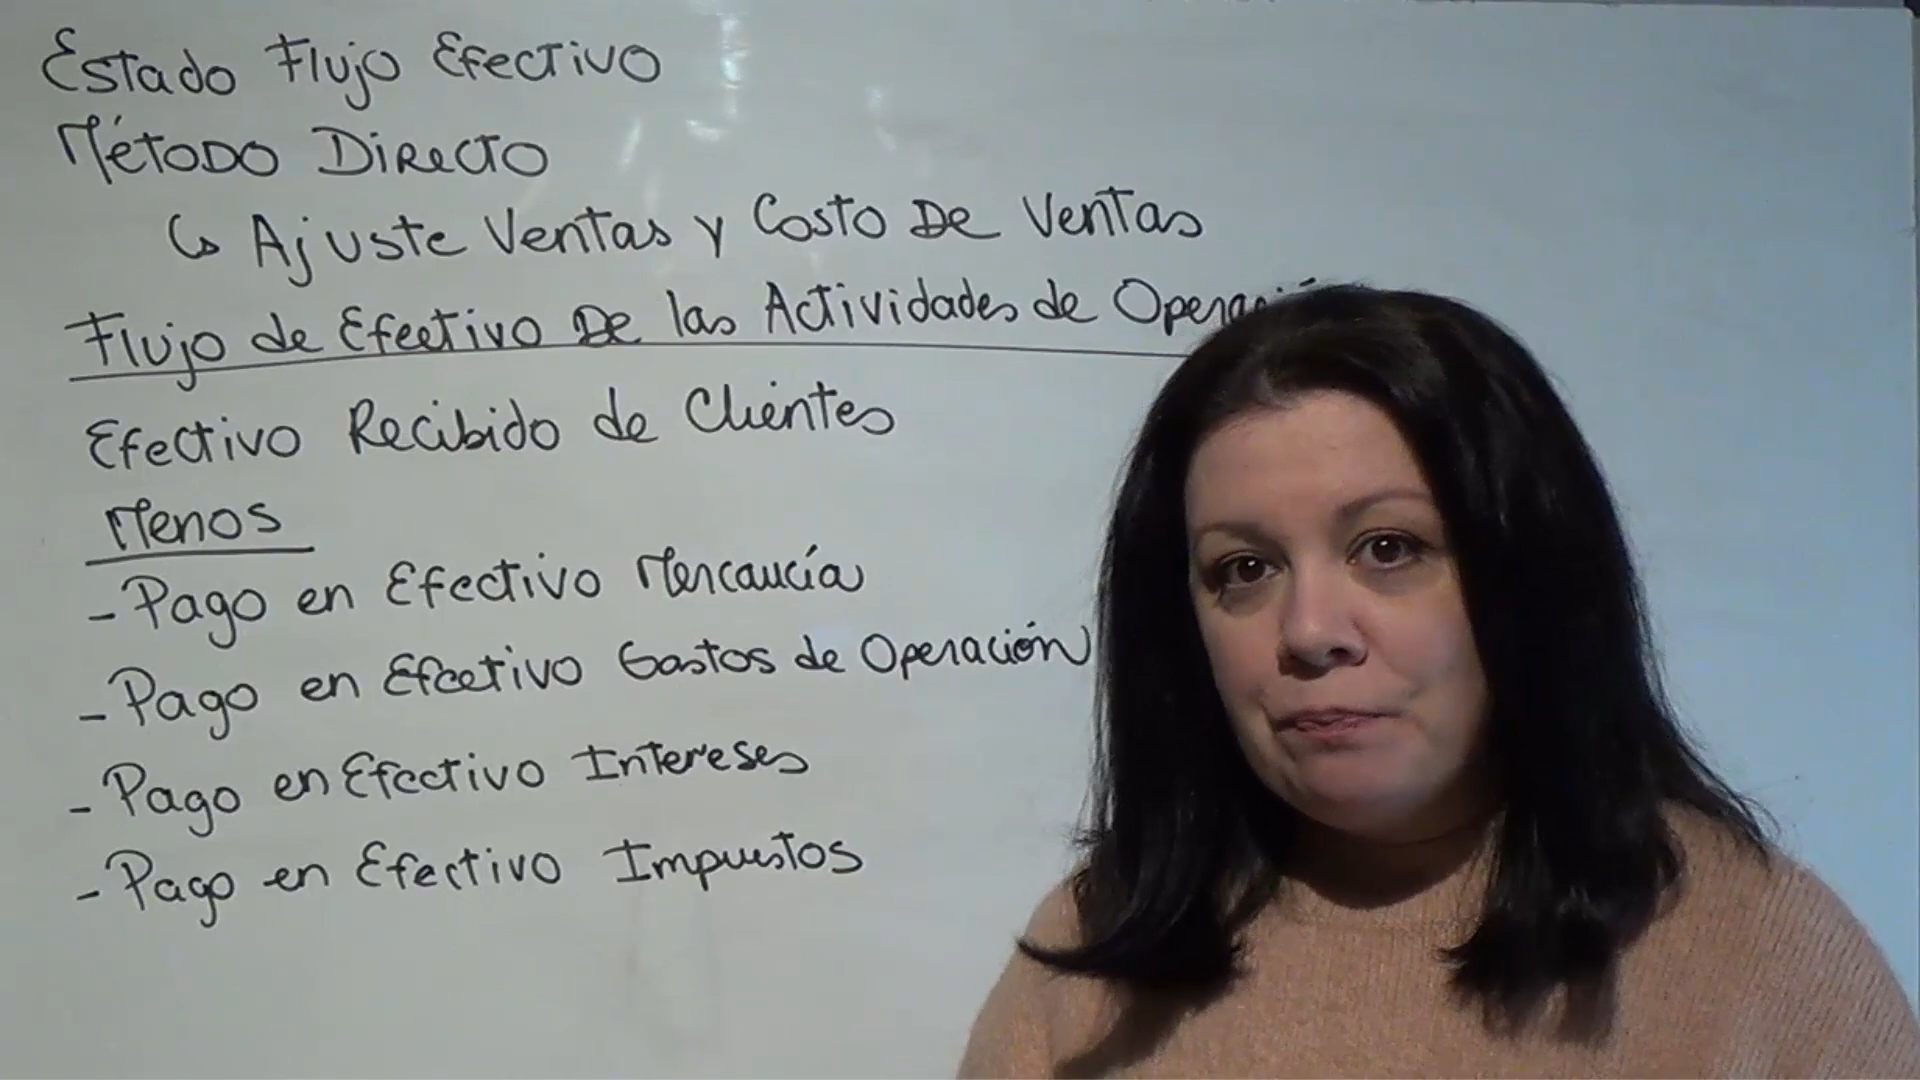 Estado Flujo Efectivo
Método Directo
↳ Ajuste Ventas y Costo De Ventas
Flujo de Efectivo De las Actividades de
Efectivo Recibido de Clientes
Menos
- Pago en Efectivo Mercancía
- Pago en Efectivo Gastos de Operación
- Pago en Efectivo Intereses
- Pago en Efectivo Impuestos